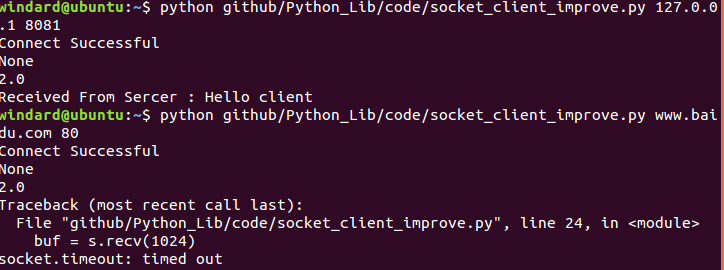 windard@ubuntu:~$ python github/Python_Lib/code/socket_client_improve.py 127.0.0
.1 8081
Connect Successful
None
2.0
Received From Sercer : Hello client
windard@ubuntu:~$ python github/Python_Lib/code/socket_client_improve.py www.bai
du.com 80
Connect Successful
None
2.0
Traceback (most recent call last):
  File "github/Python_Lib/code/socket_client_improve.py", line 24, in <module>
    buf = s.recv(1024)
socket.timeout: timed out